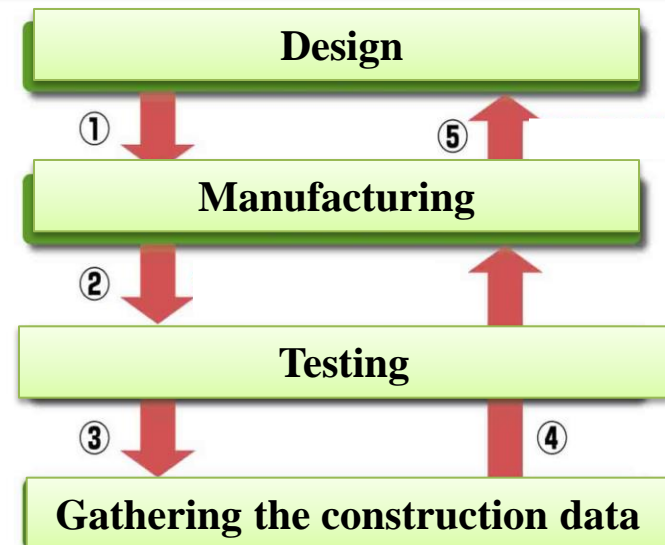 Design
① ⑤
Manufacturing
②
Testing
③ ④
Gathering the construction data